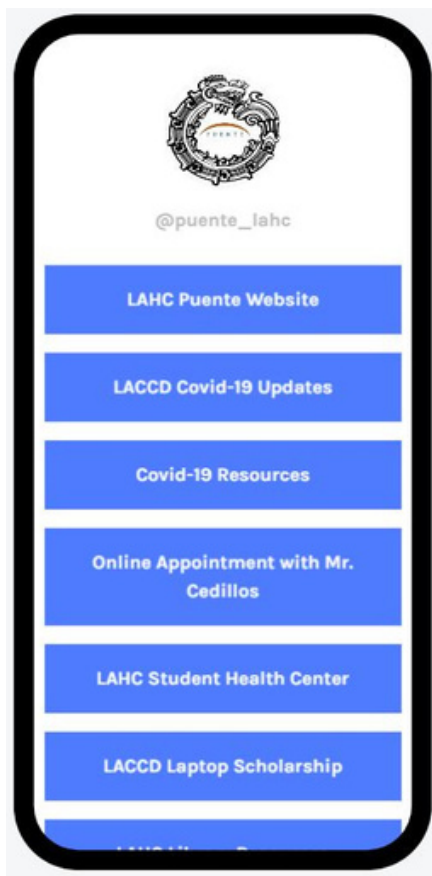 PUENTE
@puente_lahc
LAHC Puente Website
LACCD Covid-19 Updates
Covid-19 Resources
Online Appointment with Mr.
Cedillos
LAHC Student Health Center
LACCD Laptop Scholarship